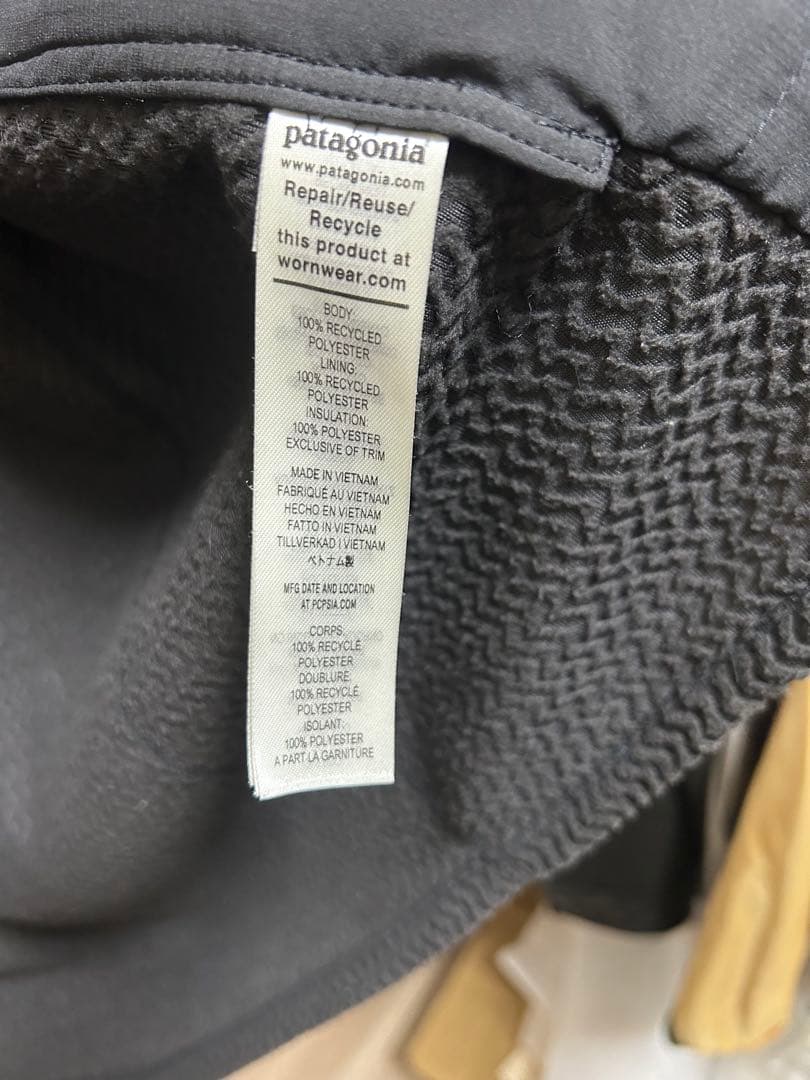 patagonia
www.patagonia.com
Repair/Reuse/
Recycle
this product at
wornwear.com
BODY:
100% RECYCLED
POLYESTER
LINING:
100% RECYCLED
POLYESTER
INSULATION:
100% POLYESTER
EXCLUSIVE OF TRIM
MADE IN VIETNAM
FABRIQUÉ AU VIETNAM
HECHO EN VIETNAM
FATTO IN VIETNAM
TILLVERKAD I VIETNAM
ベトナム製
MFG DATE AND LOCATION
AT PCPSIA.COM
CORPS:
100% RECYCLÉ
POLYESTER
DOUBLURE:
100% RECYCLÉ
POLYESTER
ISOLANT:
100% POLYESTER
A PART LA GARNITURE